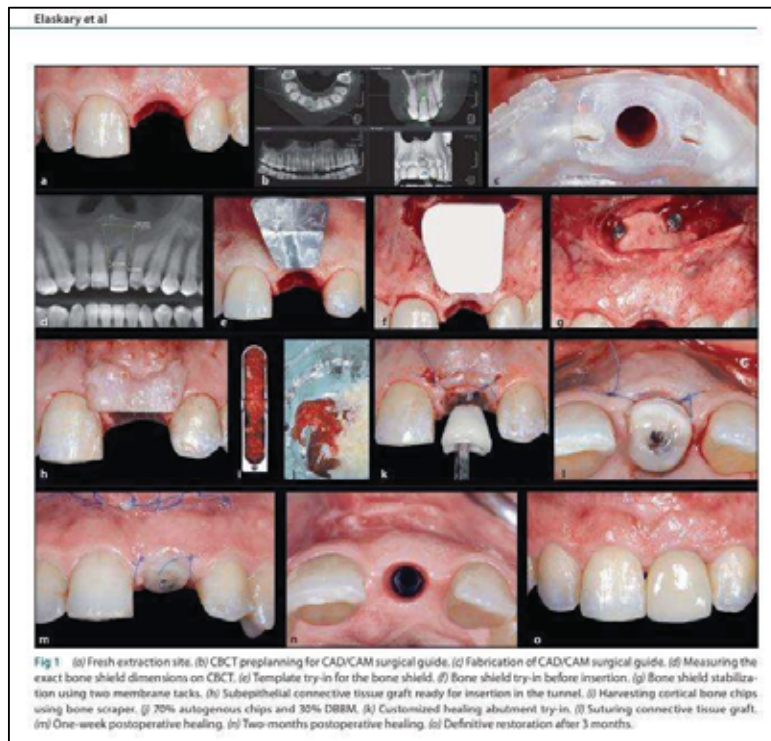 Elaskary et al
a
b
c
d
e
f
g
h
i
k
l
m
n
o
Fig 1 (a) Fresh extraction site. (b) CBCT preplanning for CAD/CAM surgical guide. (c) Fabrication of CAD/CAM surgical guide. (d) Measuring the
exact bone shield dimensions on CBCT. (e) Template try-in for the bone shield. (f) Bone shield try-in before insertion. (g) Bone shield stabiliza-
tion using two membrane tacks. (h) Subepithelial connective tissue graft ready for insertion in the tunnel. (i) Harvesting cortical bone chips
using bone scraper. (j) 70% autogenous chips and 30% DBBM. (k) Customized healing abutment try-in. (l) Suturing connective tissue graft.
(m) One-week postoperative healing. (n) Two-months postoperative healing. (o) Definitive restoration after 3 months.